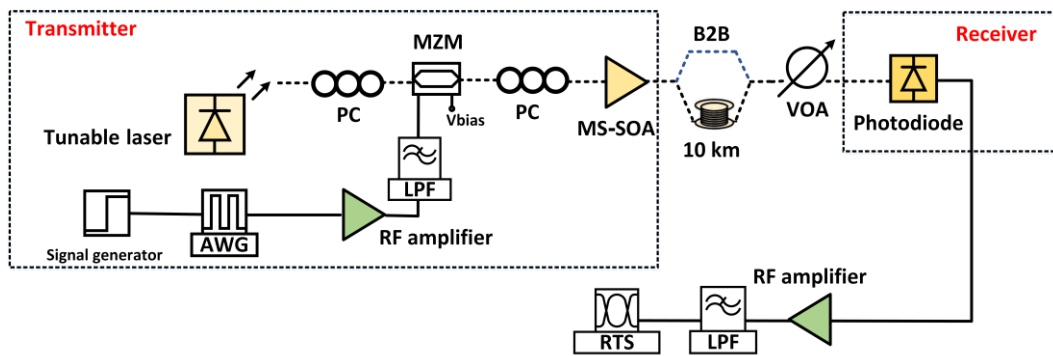 Transmitter
MZM
B2B
Receiver
PC
Vbias
PC
Tunable laser
MS-SOA
10 km
VOA
Photodiode
LPF
Signal generator
AWG
RF amplifier
RF amplifier
RTS
LPF